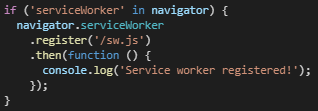 if ('serviceWorker' in navigator) {
  navigator.serviceWorker
    .register('/sw.js')
    .then(function () {
      console.log('Service worker registered!');
    });
}